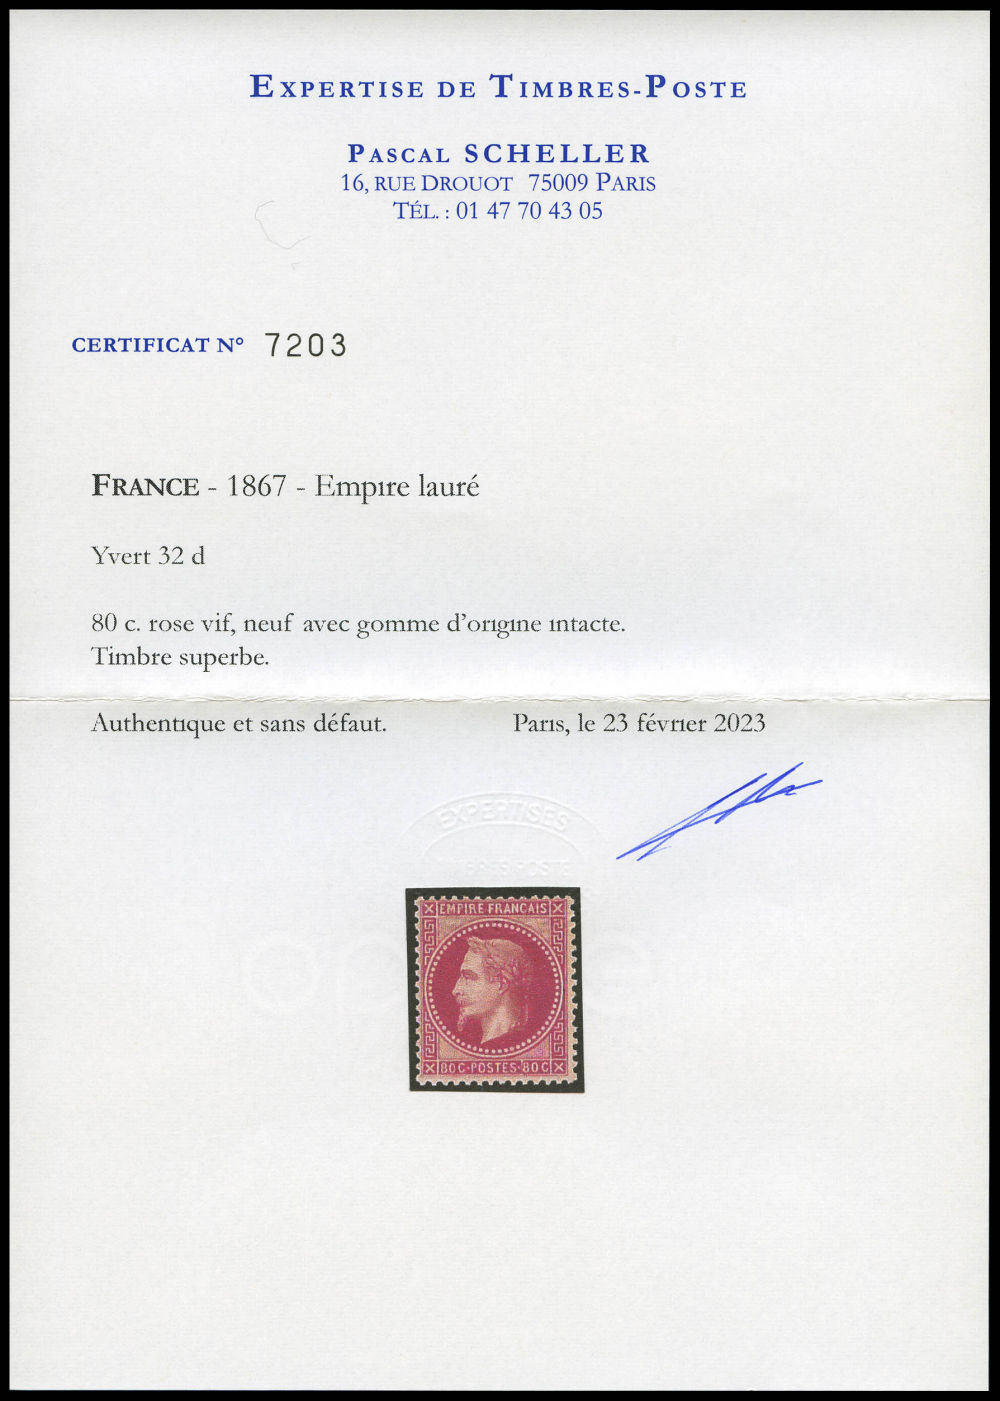 EXPERTISE DE TIMBRES-POSTE
PASCAL SCHELLER
16, RUE DROUOT 75009 PARIS
TÉL. : 01 47 70 43 05
CERTIFICAT N° 7203
FRANCE - 1867 - Empire lauré
Yvert 32 d
80 c. rose vif, neuf avec gomme d'origine intacte.
Timbre superbe.
Authentique et sans défaut.
Paris, le 23 février 2023
EXPERTISES
EMPIRE FRANCAIS
80 C·POSTES·80 C